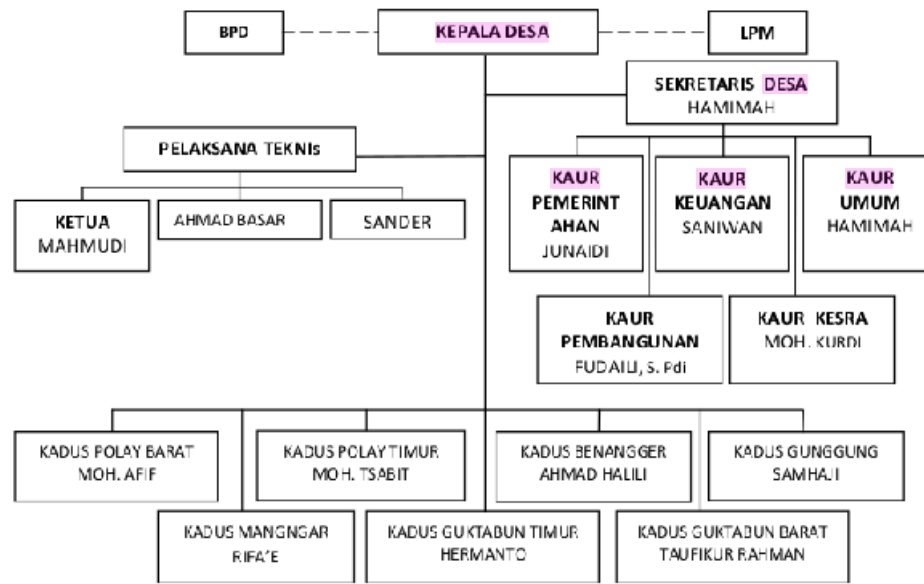 BPD
KEPALA DESA
LPM
SEKRETARIS DESA
HAMIMAH
PELAKSANA TEKNIs
KETUA
MAHMUDI
AHMAD BASAR
SANDER
KAUR
PEMERINT
AHAN
JUNAIDI
KAUR
KEUANGAN
SANIWAN
KAUR
UMUM
HAMIMAH
KAUR
PEMBANGUNAN
FUDAILI, S. Pdi
KAUR KESRA
MOH. KURDI
KADUS POLAY BARAT
MOH. AFIF
KADUS POLAY TIMUR
MOH. TSABIT
KADUS BENANGGER
AHMAD HALILI
KADUS GUNGGUNG
SAMHAJI
KADUS MANGNGAR
RIFA'E
KADUS GUKTABUN TIMUR
HERMANTO
KADUS GUKTABUN BARAT
TAUFIKUR RAHMAN